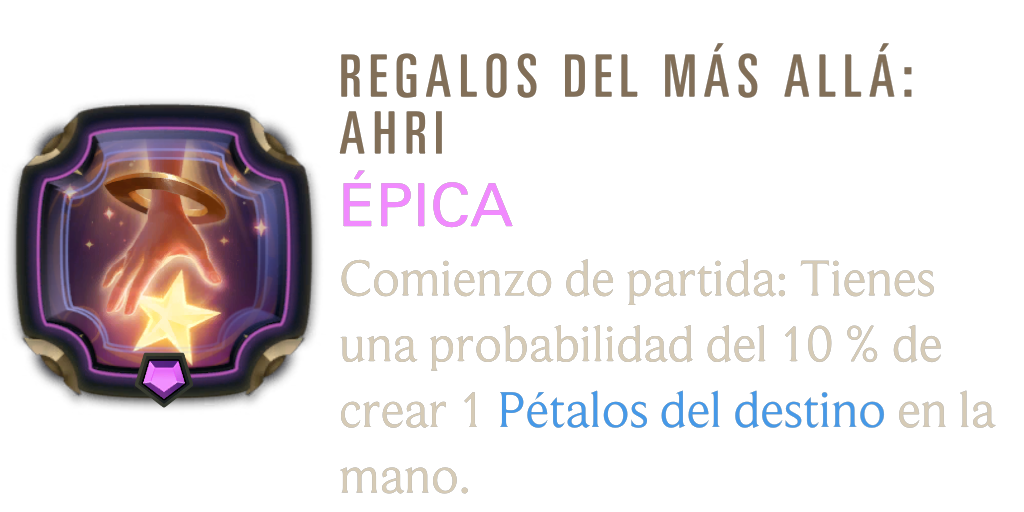 REGALOS DEL MÁS ALLÁ:
AHRI
ÉPICA
Comienzo de partida: Tienes
una probabilidad del 10 % de
crear 1 Pétalos del destino en la
mano.